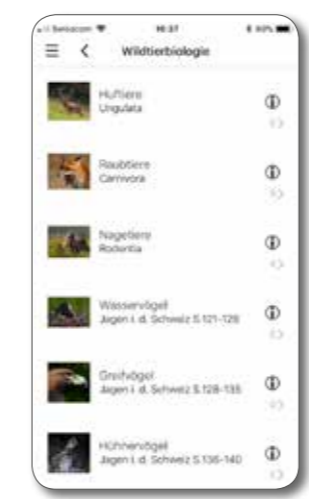 Swisscom 16:37
Wildtierbiologie
Huftiere
Ungulata
Raubtiere
Carnivora
Nagetiere
Rodentia
Wasservögel
Jagen i. d. Schweiz S.121-128
Greifvögel
Jagen i. d. Schweiz S.128-135
Hühnervögel
Jagen i. d. Schweiz S.136-140